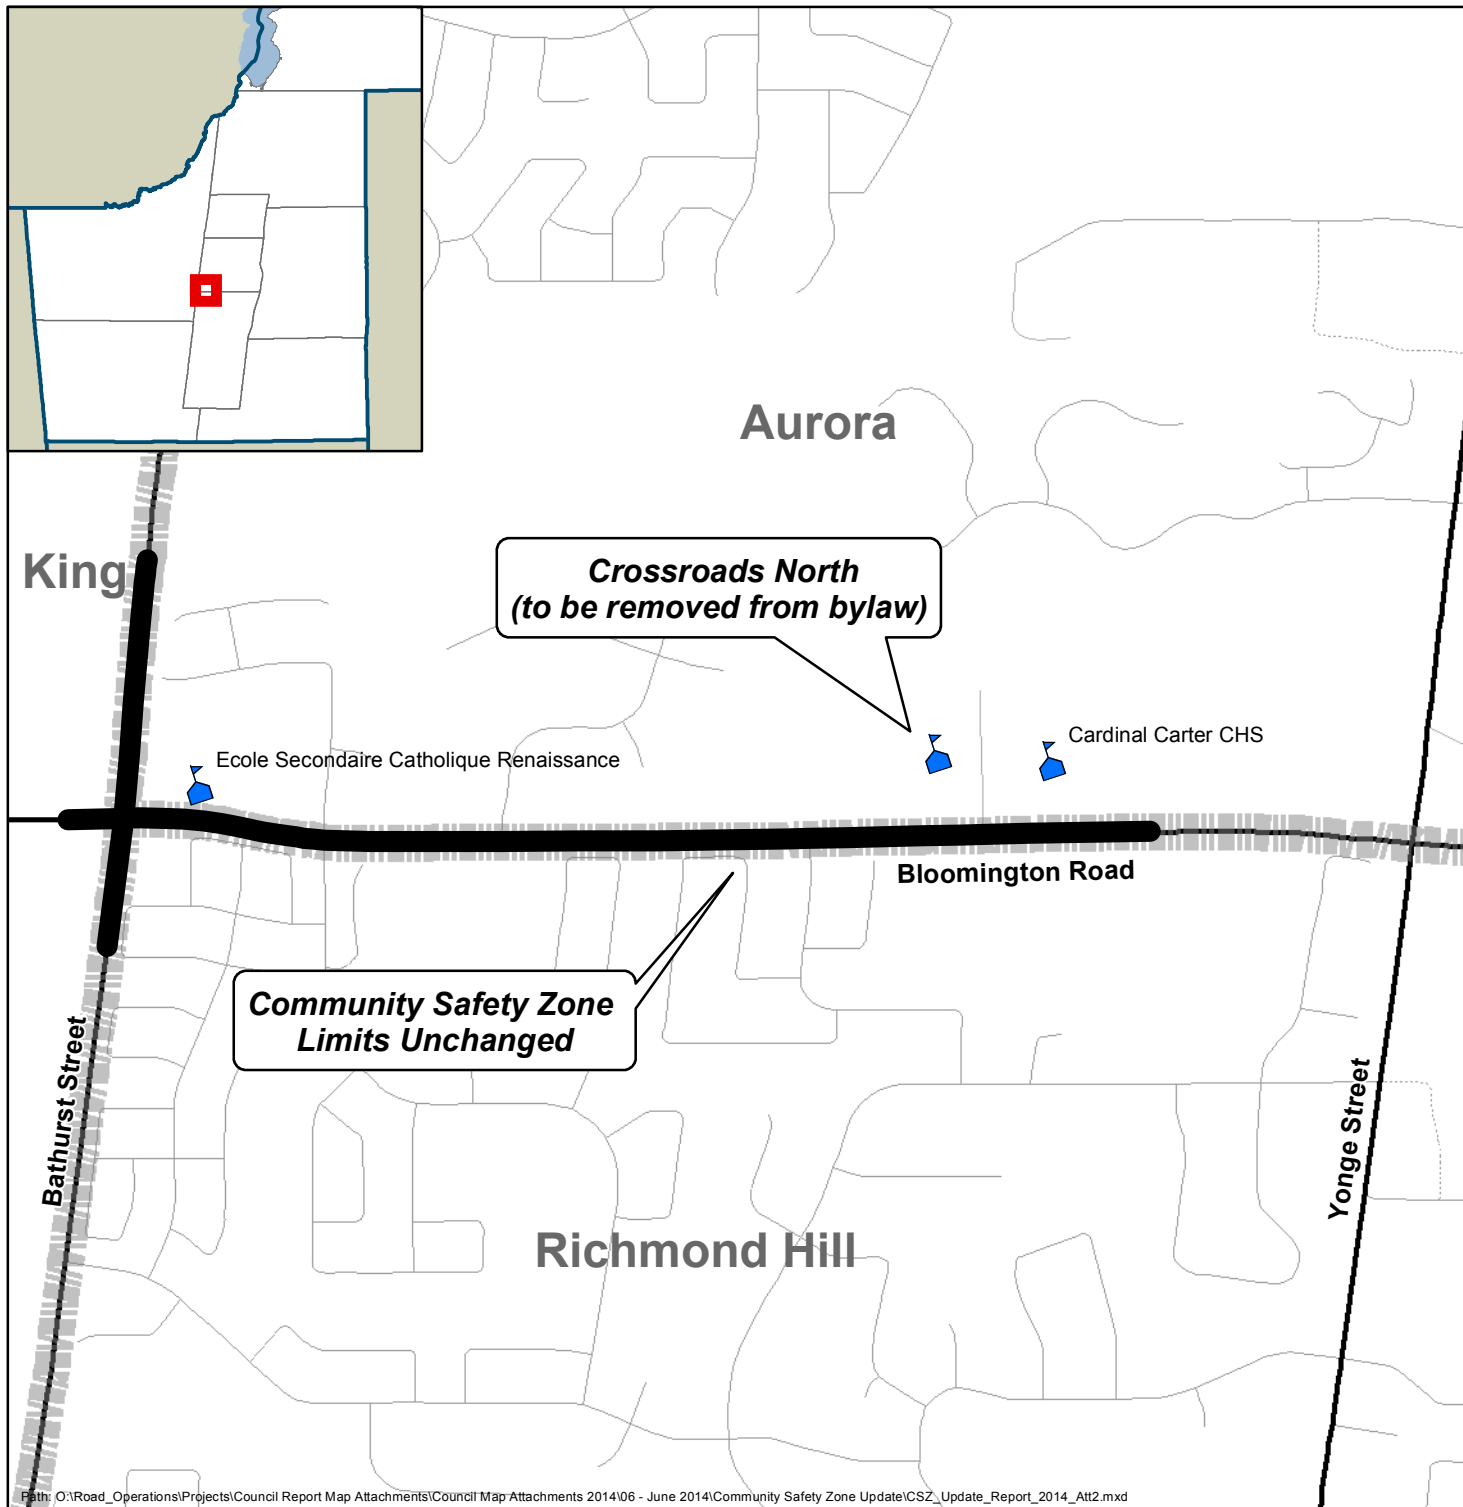 Aurora
King
Crossroads North
(to be removed from bylaw)
Cardinal Carter CHS
Ecole Secondaire Catholique Renaissance
Bloomington Road
Community Safety Zone
Limits Unchanged
Bathurst Street
Yonge Street
Richmond Hill
Path: O:\Road_Operations\Projects\Council Report Map Attachments\Council Map Attachments 2014\06 - June 2014\Community Safety Zone Update\CSZ_Update_Report_2014_Att2.mxd